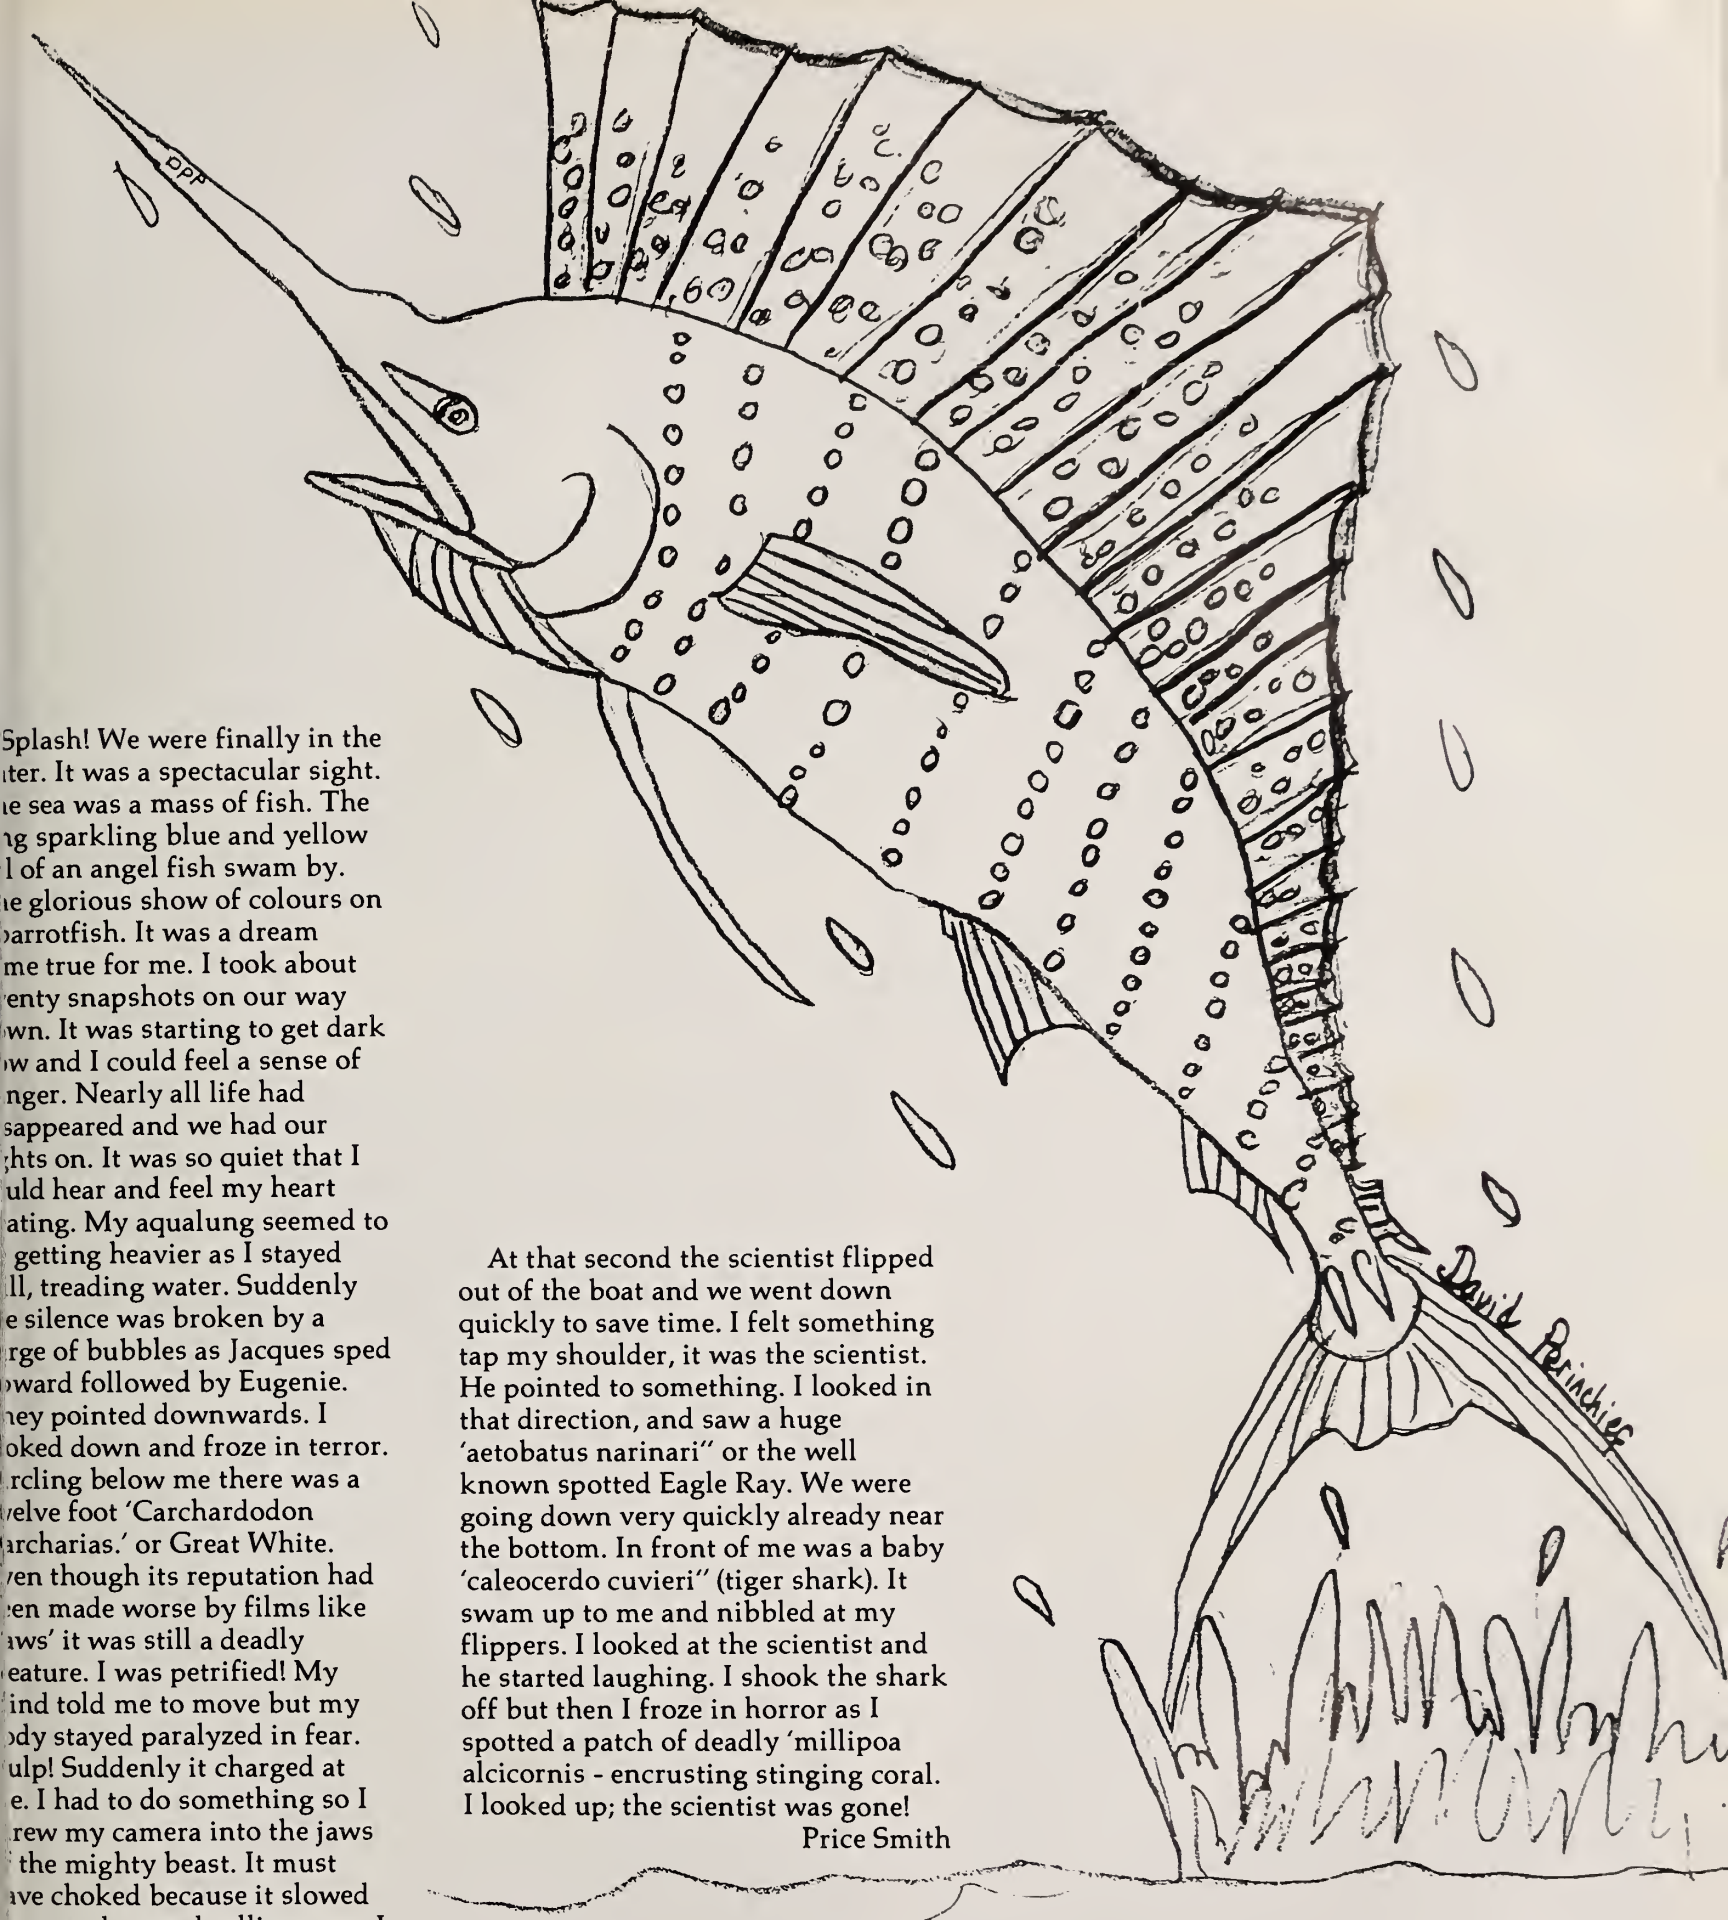 DPP
Splash! We were finally in the
ter. It was a spectacular sight.
e sea was a mass of fish. The
ng sparkling blue and yellow
l of an angel fish swam by.
e glorious show of colours on
parrotfish. It was a dream
me true for me. I took about
enty snapshots on our way
wn. It was starting to get dark
w and I could feel a sense of
nger. Nearly all life had
sappeared and we had our
hts on. It was so quiet that I
uld hear and feel my heart
ating. My aqualung seemed to
getting heavier as I stayed
ll, treading water. Suddenly
e silence was broken by a
rge of bubbles as Jacques sped
ward followed by Eugenie.
ey pointed downwards. I
oked down and froze in terror.
rcling below me there was a
elve foot ‘Carchardodon
archarias.’ or Great White.
en though its reputation had
en made worse by films like
aws’ it was still a deadly
eature. I was petrified! My
ind told me to move but my
ody stayed paralyzed in fear.
ulp! Suddenly it charged at
e. I had to do something so I
rew my camera into the jaws
the mighty beast. It must
ave choked because it slowed
At that second the scientist flipped
out of the boat and we went down
quickly to save time. I felt something
tap my shoulder, it was the scientist.
He pointed to something. I looked in
that direction, and saw a huge
‘aetobatus narinari” or the well
known spotted Eagle Ray. We were
going down very quickly already near
the bottom. In front of me was a baby
‘caleocerdo cuvieri” (tiger shark). It
swam up to me and nibbled at my
flippers. I looked at the scientist and
he started laughing. I shook the shark
off but then I froze in horror as I
spotted a patch of deadly ‘millipoa
alcicornis - encrusting stinging coral.
I looked up; the scientist was gone!
Price Smith
David Perinchief